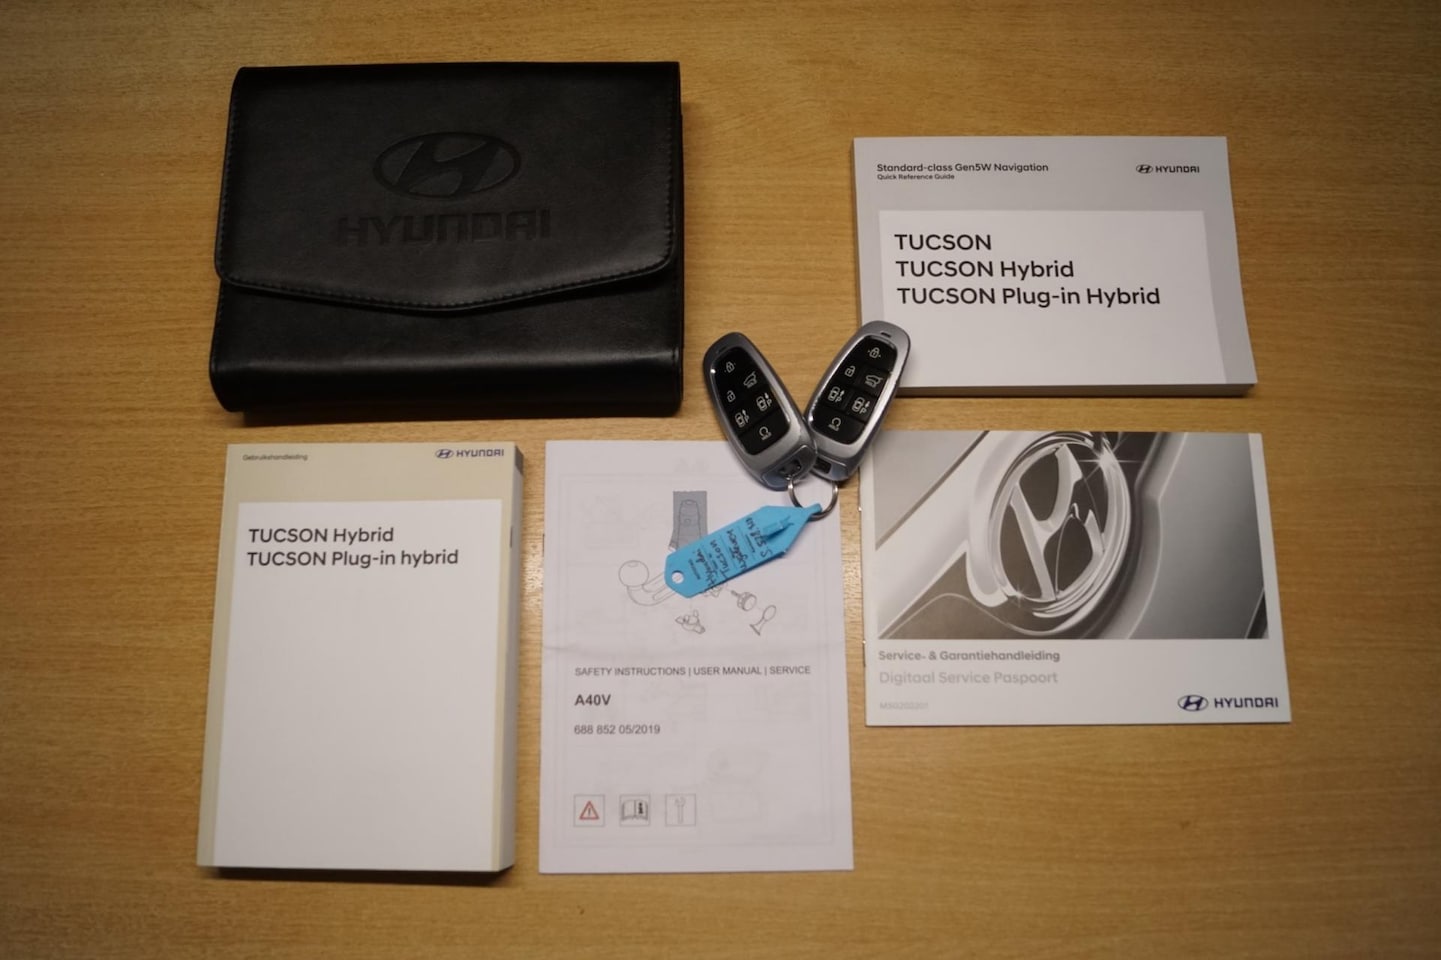 HYUNDAI
Standard-class Gen5W Navigation
Quick Reference Guide
HYUNDAI
TUCSON
TUCSON Hybrid
TUCSON Plug-in Hybrid
Gebruikshandleiding
HYUNDAI
TUCSON Hybrid
TUCSON Plug-in hybrid
SAFETY INSTRUCTIONS | USER MANUAL | SERVICE
A40V
688 852 05/2019
Hyundai
Tucson
Service- & Garantiehandleiding
Digitaal Service Paspoort
HYUNDAI